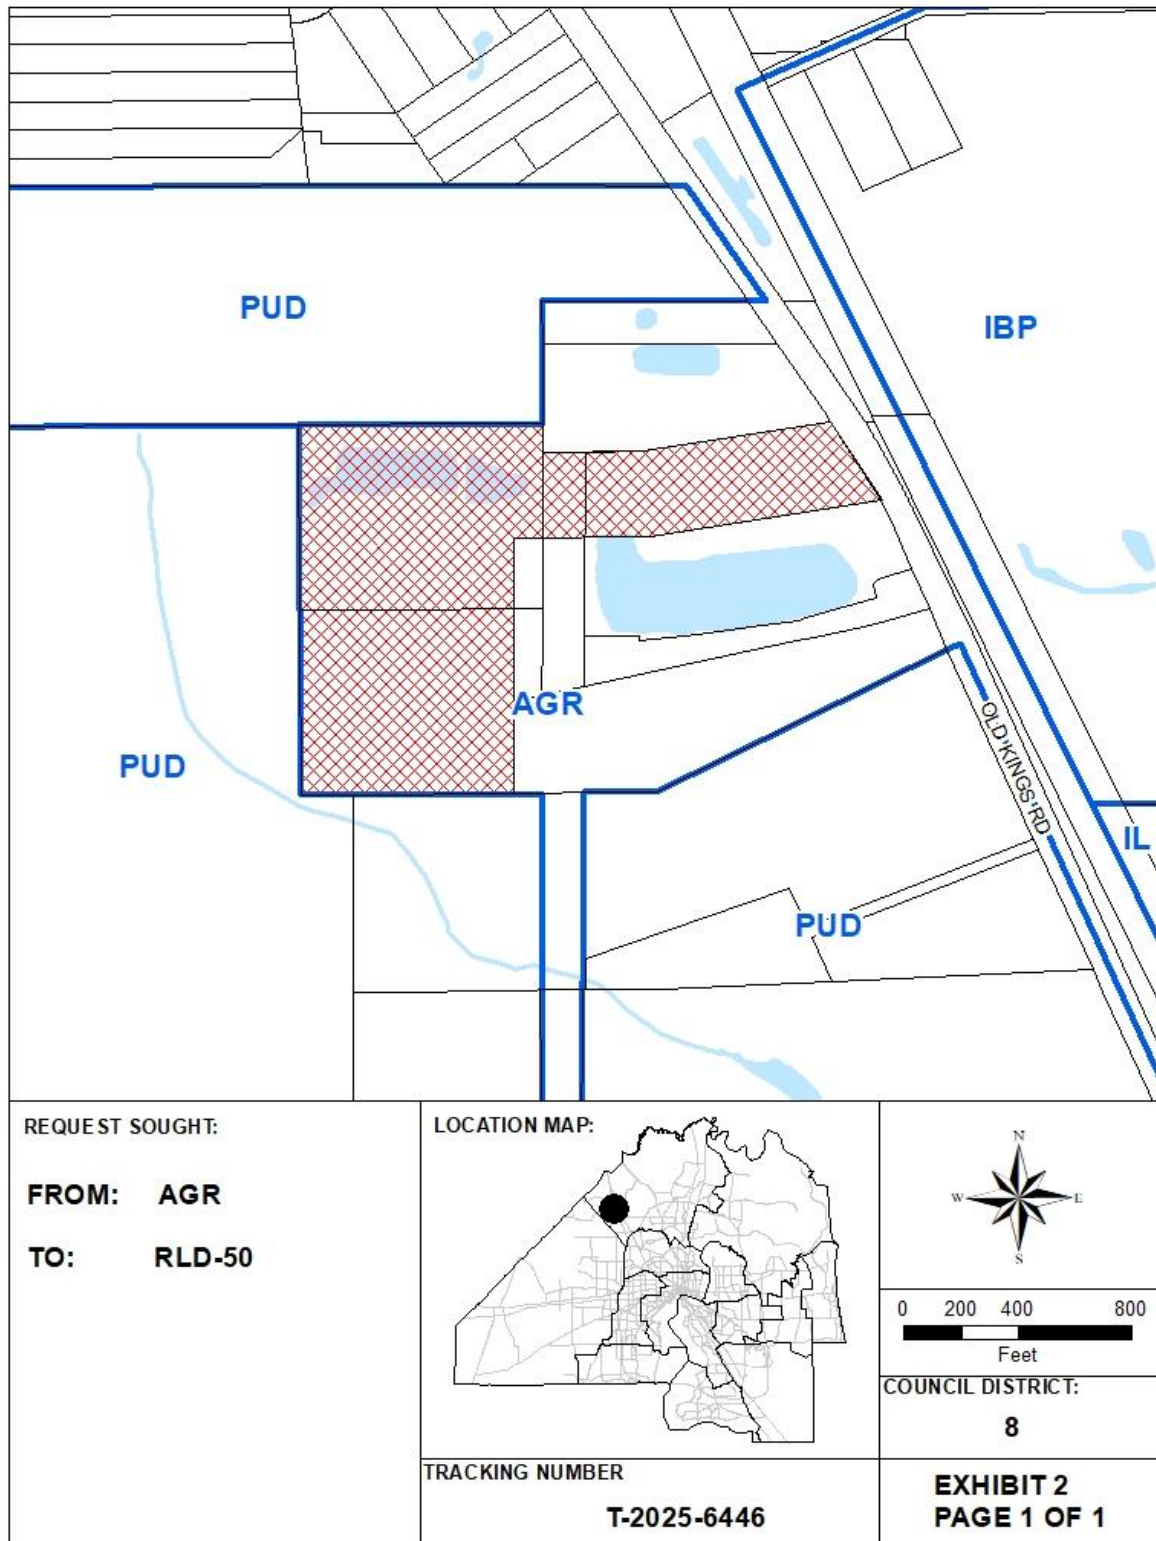 PUD
IBP
AGR
PUD
OLD KINGS RD
IL
PUD
REQUEST SOUGHT:
FROM: AGR
TO: RLD-50
LOCATION MAP:
N
W E
S
0 200 400 800
Feet
COUNCIL DISTRICT:
8
TRACKING NUMBER
T-2025-6446
EXHIBIT 2
PAGE 1 OF 1